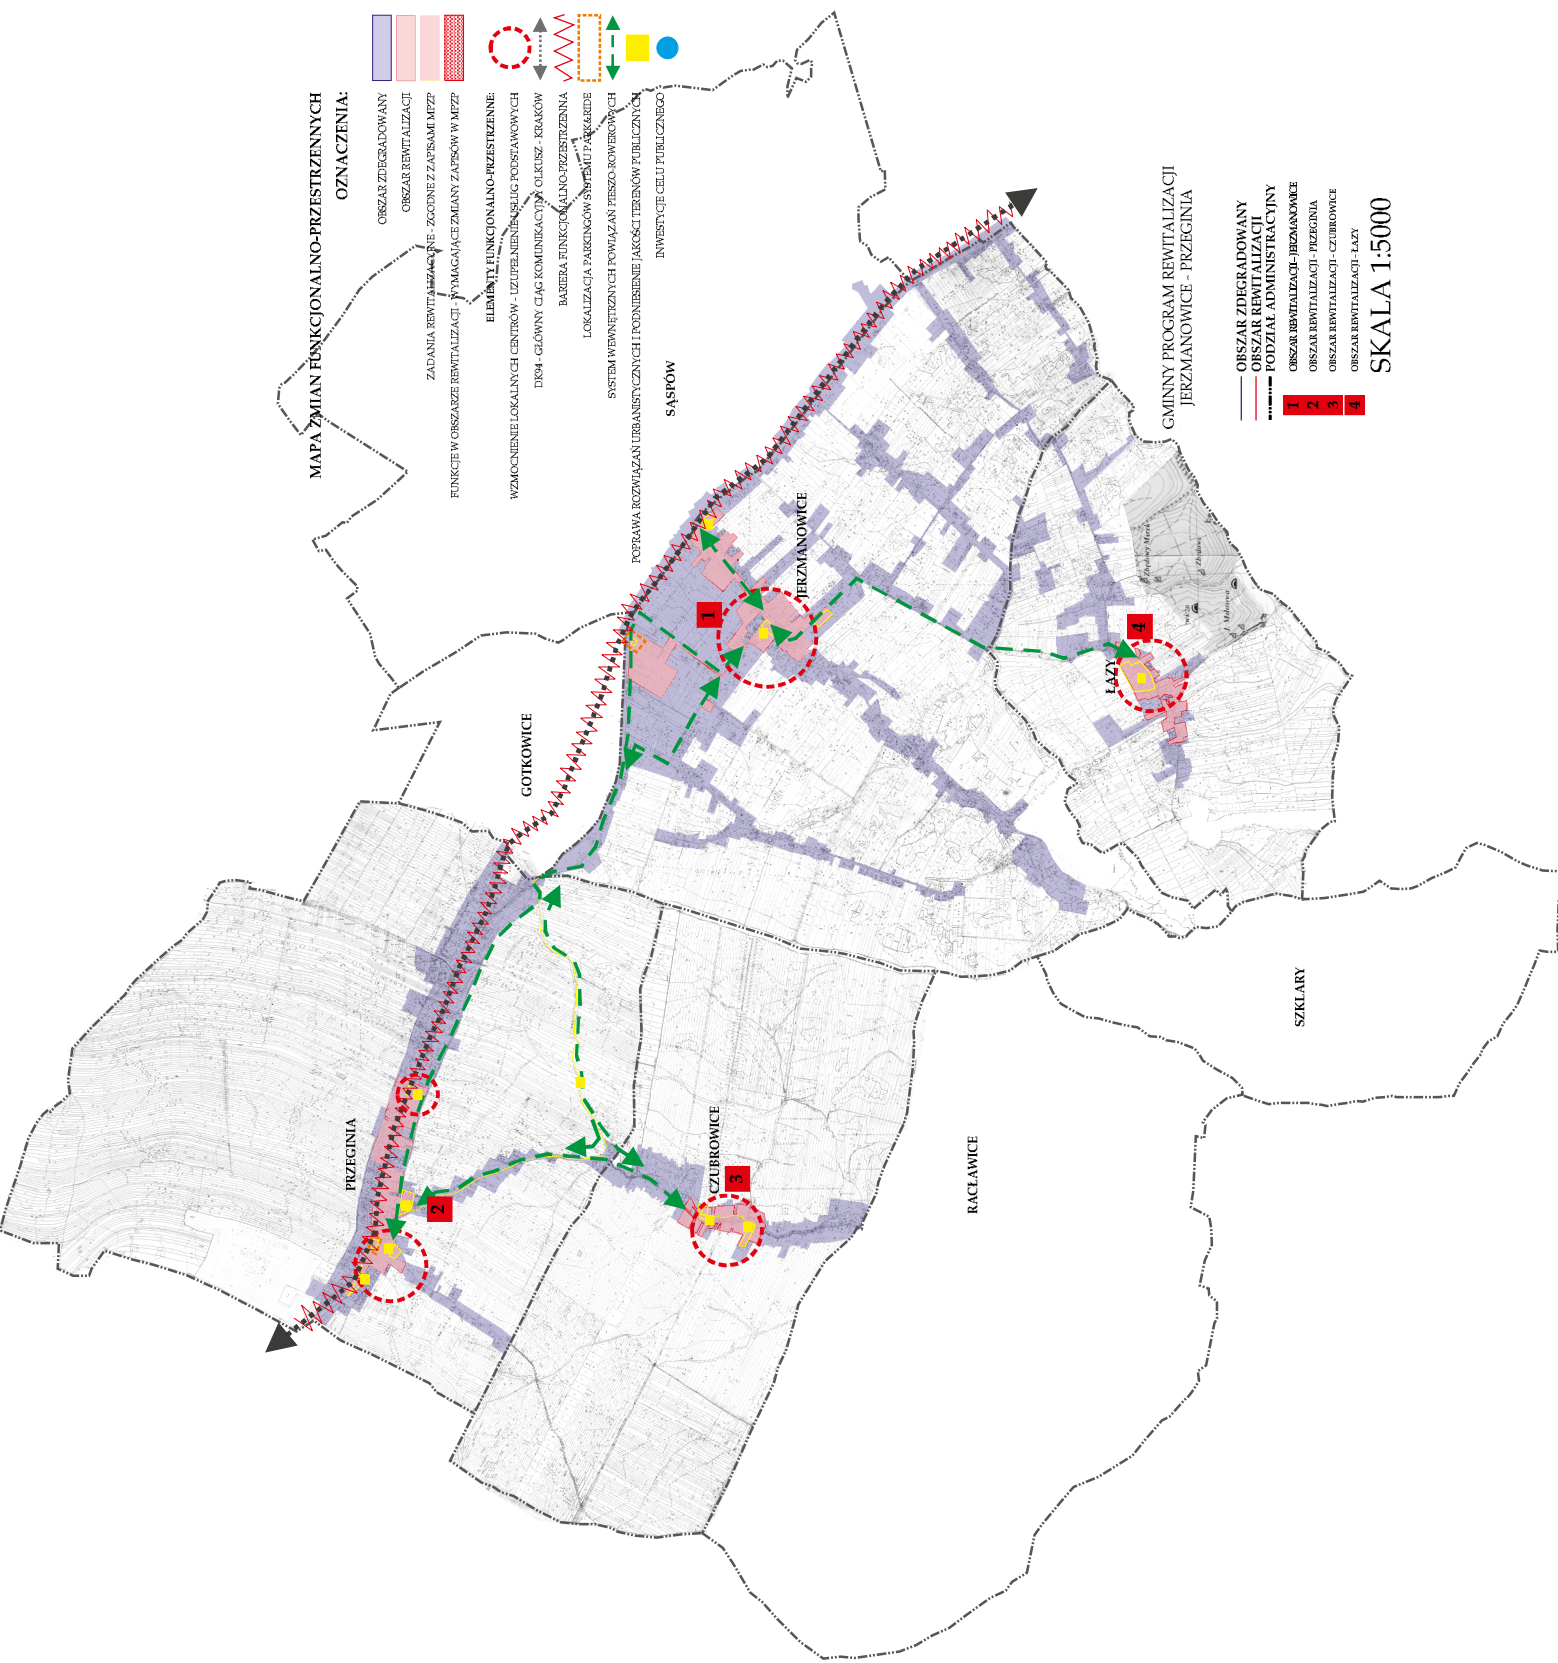 MAPA ZMIAN FUNKCJONALNO-PRZESTRZENNYCH
OZNACZENIA:
OBSZAR ZDEGRADOWANY
OBSZAR REWITALIZACJI
ZADANIA REWITALIZACYJNE - ZGODNE Z ZAPISAMI MPZP
FUNKCJE W OBSZARZE REWITALIZACJI - WYMAGAJĄCE ZMIANY ZAPISÓW W MPZP
ELEMENTY FUNKCJONALNO-PRZESTRZENNE:
WZMOCNIENIE LOKALNYCH CENTRÓW - UZUPEŁNIENIE USŁUG PODSTAWOWYCH
DK94 - GŁÓWNY CIĄG KOMUNIKACYJNY OLKUSZ - KRAKÓW
BARIERA FUNKCJONALNO-PRZESTRZENNA
LOKALIZACJA PARKINGÓW SYSTEMU PARK&RIDE
SYSTEM WEWNĘTRZNYCH POWIĄZAŃ PIESZO-ROWEROWYCH
POPRAWA ROZWIĄZAŃ URBANISTYCZNYCH I PODNIESIENIE JAKOŚCI TERENÓW PUBLICZNYCH
INWESTYCJE CELU PUBLICZNEGO
SĄSPÓW
GOTKOWICE
JERZMANOWICE
1
PRZEGINIA
2
CZUBROWICE
3
ŁAZY
4
RACŁAWICE
SZKLARY
GMINNY PROGRAM REWITALIZACJI
JERZMANOWICE - PRZEGINIA
OBSZAR ZDEGRADOWANY
OBSZAR REWITALIZACJI
PODZIAŁ ADMINISTRACYJNY
1 OBSZAR REWITALIZACJI - JERZMANOWICE
2 OBSZAR REWITALIZACJI - PRZEGINIA
3 OBSZAR REWITALIZACJI - CZUBROWICE
4 OBSZAR REWITALIZACJI - ŁAZY
SKALA 1:5000